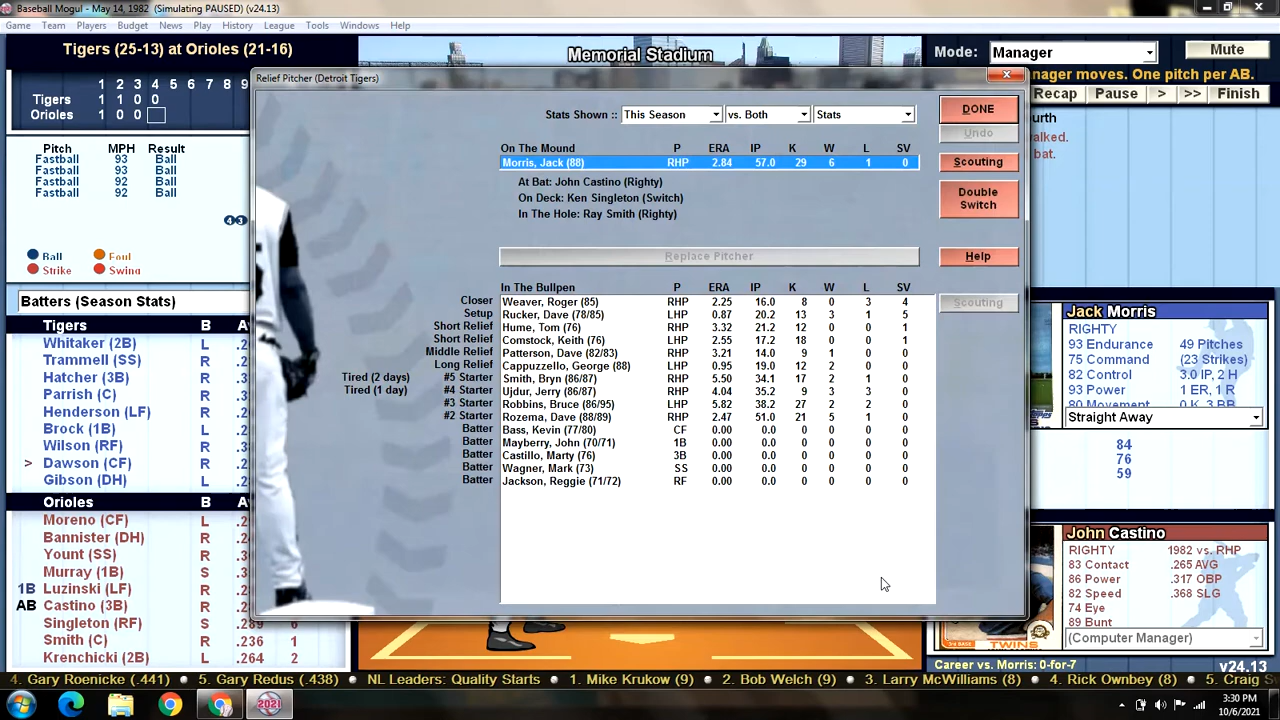 Baseball Mogul - May 14, 1982 (Simulating PAUSED) (v24.13)
Game Team Players Budget News Play History League Tools Windows Help
Tigers (25-13) at Orioles (21-16)
1 2 3 4 5 6 7 8 9
Tigers 1 1 0 0
Orioles 1 0 0
Pitch MPH Result
Fastball 93 Ball
Fastball 93 Ball
Fastball 92 Ball
Fastball 92 Ball
4 3
Ball Foul
Strike Swing
Memorial Stadium
Mode: Manager Mute
nager moves. One pitch per AB.
Recap Pause > >> Finish
urth
alked.
bat.
Relief Pitcher (Detroit Tigers)
Stats Shown :: This Season vs. Both Stats
DONE
Undo
Scouting
Double Switch
Help
Scouting
On The Mound P ERA IP K W L SV
Morris, Jack (88) RHP 2.84 57.0 29 6 1 0
At Bat: John Castino (Righty)
On Deck: Ken Singleton (Switch)
In The Hole: Ray Smith (Righty)
Replace Pitcher
In The Bullpen P ERA IP K W L SV
Closer Weaver, Roger (85) RHP 2.25 16.0 8 0 3 4
Setup Rucker, Dave (78/85) LHP 0.87 20.2 13 3 1 5
Short Relief Hume, Tom (76) RHP 3.32 21.2 12 0 0 1
Short Relief Comstock, Keith (76) LHP 2.55 17.2 18 0 0 1
Middle Relief Patterson, Dave (82/83) RHP 3.21 14.0 9 1 0 0
Long Relief Cappuzzello, George (88) LHP 0.95 19.0 12 2 0 0
Tired (2 days) #5 Starter Smith, Bryn (86/87) RHP 5.50 34.1 17 2 1 0
Tired (1 day) #4 Starter Ujdur, Jerry (86/87) RHP 4.04 35.2 9 3 3 0
#3 Starter Robbins, Bruce (86/95) LHP 5.82 38.2 27 2 2 0
#2 Starter Rozema, Dave (88/89) RHP 2.47 51.0 21 5 1 0
Batter Bass, Kevin (77/80) CF 0.00 0.0 0 0 0 0
Batter Mayberry, John (70/71) 1B 0.00 0.0 0 0 0 0
Batter Castillo, Marty (76) 3B 0.00 0.0 0 0 0 0
Batter Wagner, Mark (73) SS 0.00 0.0 0 0 0 0
Batter Jackson, Reggie (71/72) RF 0.00 0.0 0 0 0 0
Batters (Season Stats)
Tigers B A
Whitaker (2B) L .2
Trammell (SS) R .2
Hatcher (3B) R .2
Parrish (C) R .2
Henderson (LF) R .2
Brock (1B) L .2
Wilson (RF) R .2
> Dawson (CF) R .2
Gibson (DH) L .2
Orioles B A
Moreno (CF) L .2
Bannister (DH) R .2
Yount (SS) R .3
Murray (1B) S .3
1B Luzinski (LF) R .2
AB Castino (3B) R .2
Singleton (RF) S .289 6
Smith (C) R .236 1
Krenchicki (2B) L .264 2
Jack Morris
RIGHTY
93 Endurance 49 Pitches
75 Command (23 Strikes)
82 Control 3.0 IP, 2 H
93 Power 1 ER, 1 R
80 Movement 0 K, 3 BB
Straight Away
84
76
59
John Castino
RIGHTY 1982 vs. RHP
83 Contact .265 AVG
86 Power .317 OBP
82 Speed .368 SLG
74 Eye
89 Bunt
(Computer Manager)
TWINS
Career vs. Morris: 0-for-7 v24.13
4. Gary Roenicke (.441) 5. Gary Redus (.438) NL Leaders: Quality Starts 1. Mike Krukow (9) 2. Bob Welch (9) 3. Larry McWilliams (8) 4. Rick Ownbey (8) 5. Craig S
2021
3:30 PM
10/6/2021